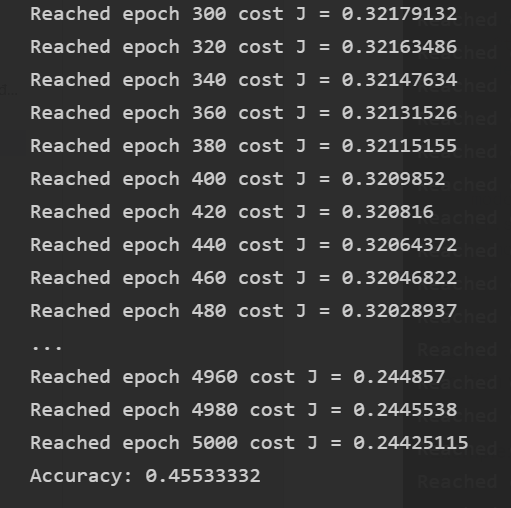 Reached epoch 300 cost J = 0.32179132
Reached epoch 320 cost J = 0.32163486
Reached epoch 340 cost J = 0.32147634
Reached epoch 360 cost J = 0.32131526
Reached epoch 380 cost J = 0.32115155
Reached epoch 400 cost J = 0.3209852
Reached epoch 420 cost J = 0.320816
Reached epoch 440 cost J = 0.32064372
Reached epoch 460 cost J = 0.32046822
Reached epoch 480 cost J = 0.32028937
...
Reached epoch 4960 cost J = 0.244857
Reached epoch 4980 cost J = 0.2445538
Reached epoch 5000 cost J = 0.24425115
Accuracy: 0.45533332